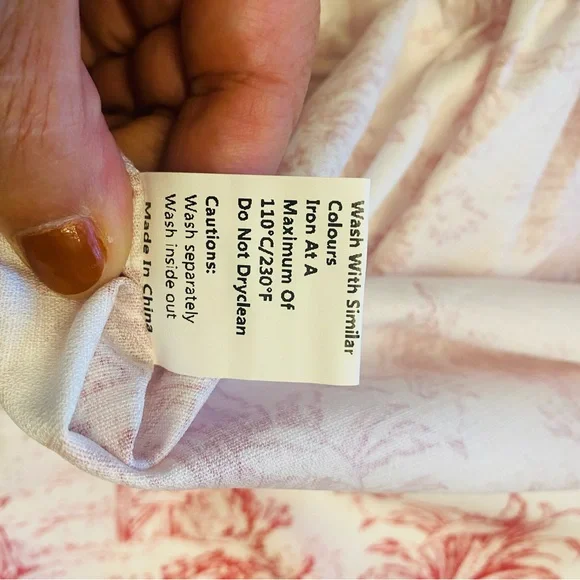 Wash With Similar
Colours
Iron At A
Maximum Of
110°C/230°F
Do Not Dryclean
Cautions:
Wash separately
Wash inside out
Made In China